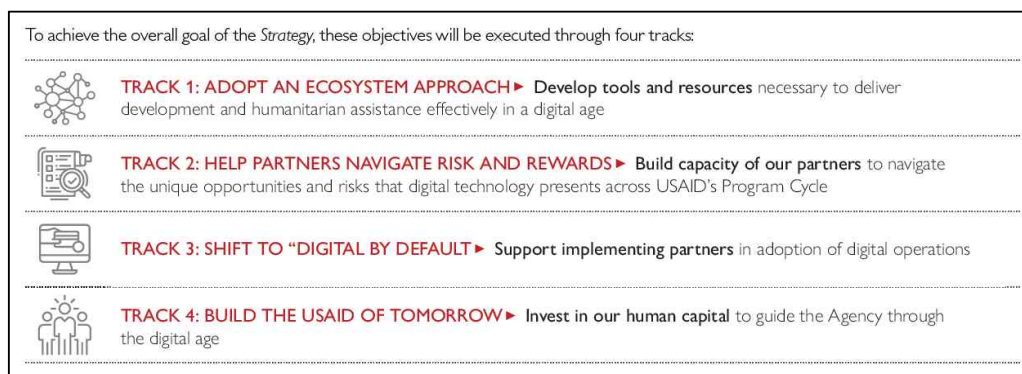 To achieve the overall goal of the Strategy, these objectives will be executed through four tracks:
TRACK 1: ADOPT AN ECOSYSTEM APPROACH ► Develop tools and resources necessary to deliver
development and humanitarian assistance effectively in a digital age
TRACK 2: HELP PARTNERS NAVIGATE RISK AND REWARDS ► Build capacity of our partners to navigate
the unique opportunities and risks that digital technology presents across USAID's Program Cycle
TRACK 3: SHIFT TO “DIGITAL BY DEFAULT ► Support implementing partners in adoption of digital operations
TRACK 4: BUILD THE USAID OF TOMORROW ► Invest in our human capital to guide the Agency through
the digital age